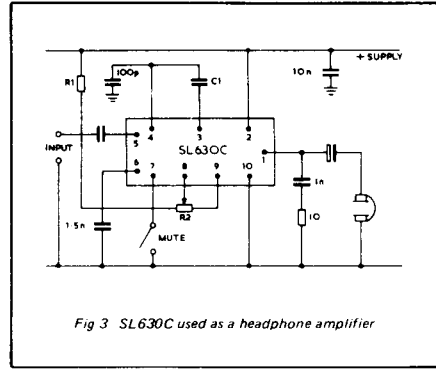 + SUPPLY
R1
100p
C1
10n
4
3
2
INPUT
5
SL630C
1
6
7
8
9
10
1n
R2
1·5n
MUTE
10
Fig 3 SL630C used as a headphone amplifier